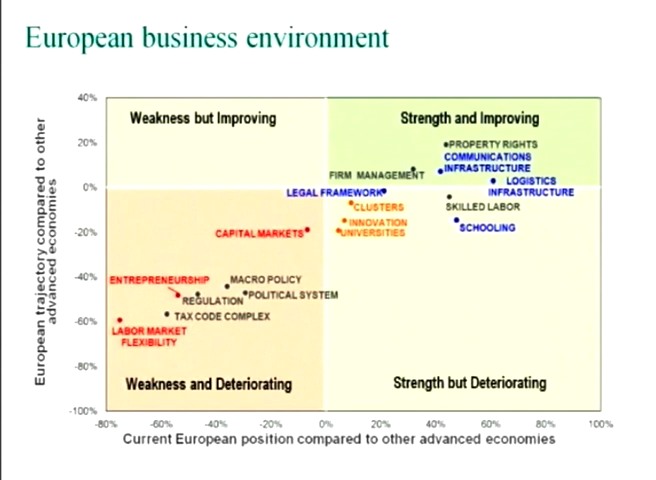 European business environment
European trajectory compared to other
advanced economies
40%
20%
0%
-20%
-40%
-60%
-80%
-100%
Weakness but Improving
Strength and Improving
PROPERTY RIGHTS
COMMUNICATIONS
INFRASTRUCTURE
FIRM MANAGEMENT
LOGISTICS
INFRASTRUCTURE
LEGAL FRAMEWORK
CLUSTERS
SKILLED LABOR
INNOVATION
UNIVERSITIES
SCHOOLING
CAPITAL MARKETS
ENTREPRENEURSHIP
MACRO POLICY
REGULATION
POLITICAL SYSTEM
TAX CODE COMPLEX
LABOR MARKET
FLEXIBILITY
Weakness and Deteriorating
Strength but Deteriorating
-80%
-60%
-40%
-20%
0%
20%
40%
60%
80%
100%
Current European position compared to other advanced economies